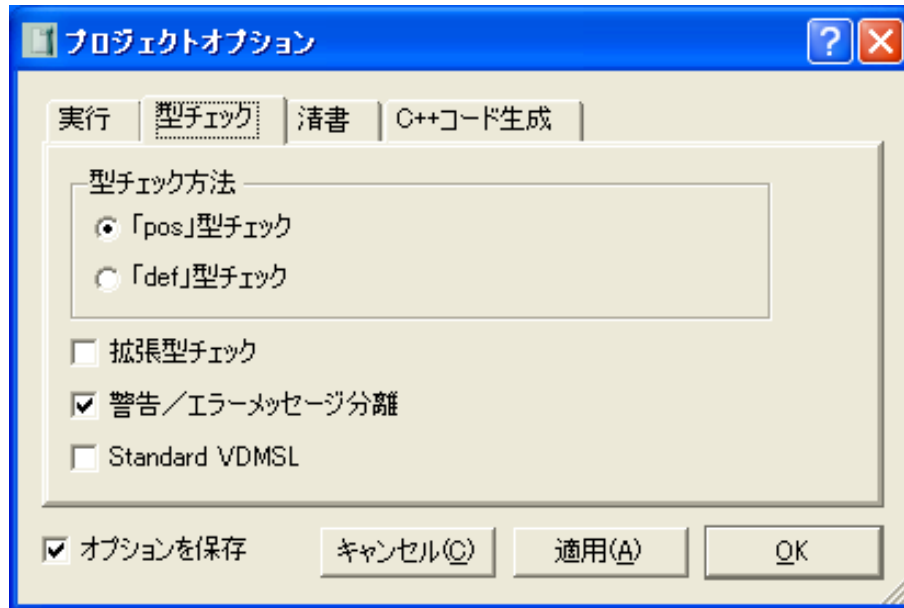 プロジェクトオプション
実行 型チェック 清書 C++コード生成
型チェック方法
「pos」型チェック
「def」型チェック
拡張型チェック
警告／エラーメッセージ分離
Standard VDMSL
オプションを保存 キャンセル(C) 適用(A) OK